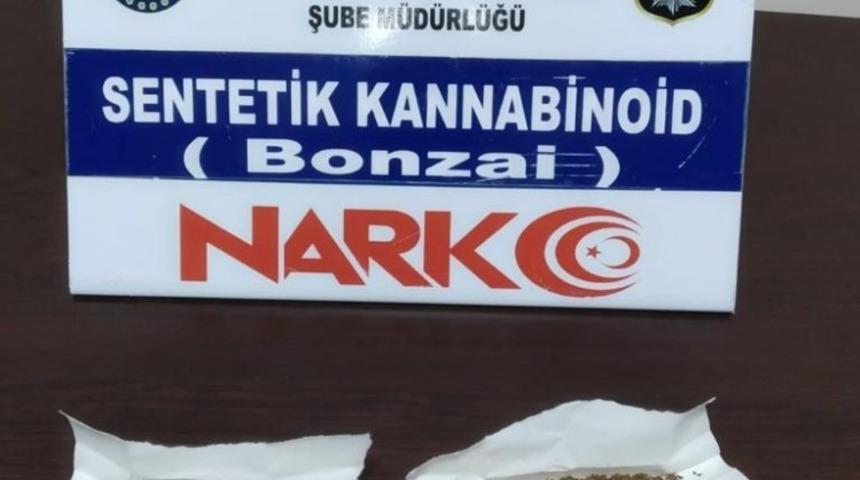 ŞUBE MÜDÜRLÜĞÜ
SENTETİK KANNABİNOİD
( Bonzai )
NARKO